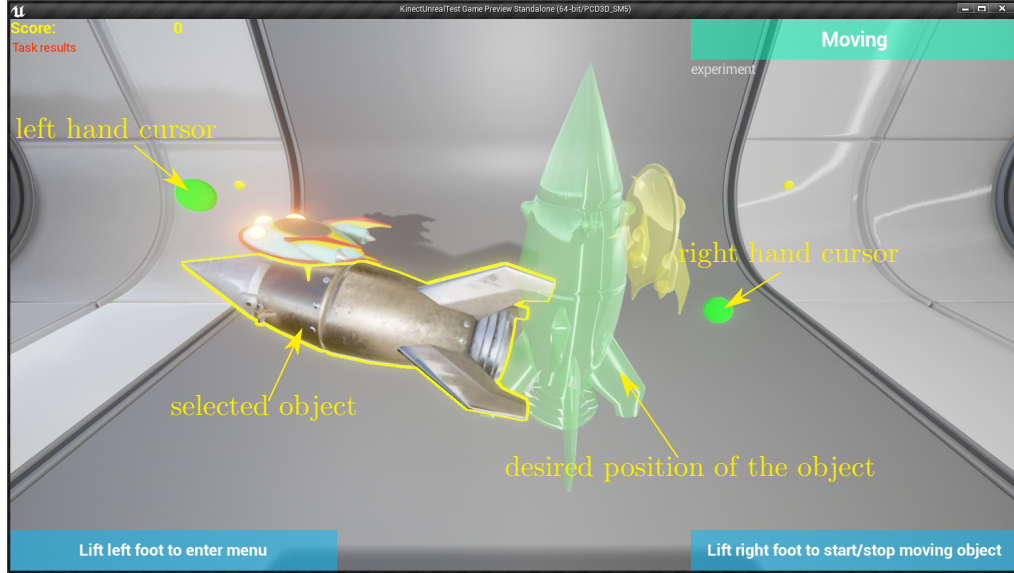 KinectUnrealTest Game Preview Standalone (64-bit/PCD3D_SM5)
Score: 0
Task results
Moving
experiment
left hand cursor
right hand cursor
selected object
desired position of the object
Lift left foot to enter menu
Lift right foot to start/stop moving object